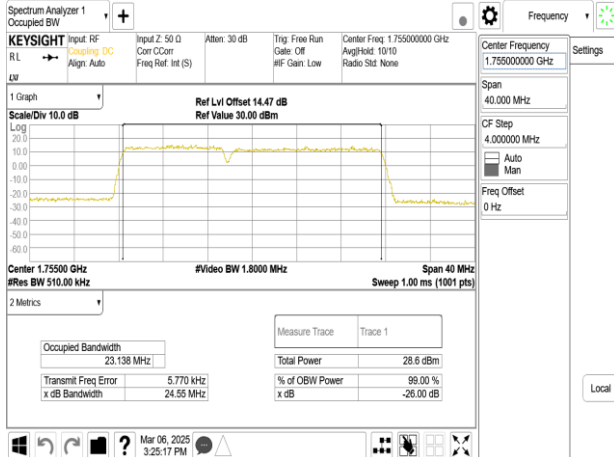 Spectrum Analyzer 1
Occupied BW
+
Frequency
KEYSIGHT
RL
Input: RF
Coupling: DC
Align: Auto
Input Z: 50 Ω
Corr CCorr
Freq Ref: Int (S)
Atten: 30 dB
Trig: Free Run
Gate: Off
#IF Gain: Low
Center Freq: 1.755000000 GHz
Avg|Hold: 10/10
Radio Std: None
Center Frequency
1.755000000 GHz
Settings
Span
40.000 MHz
CF Step
4.000000 MHz
Auto
Man
Freq Offset
0 Hz
1 Graph
Scale/Div 10.0 dB
Ref Lvl Offset 14.47 dB
Ref Value 30.00 dBm
Log
20.0
10.0
0.00
-10.0
-20.0
-30.0
-40.0
-50.0
-60.0
Center 1.75500 GHz
#Res BW 510.00 kHz
#Video BW 1.8000 MHz
Span 40 MHz
Sweep 1.00 ms (1001 pts)
2 Metrics
Measure Trace Trace 1
Occupied Bandwidth
23.138 MHz
Total Power 28.6 dBm
Transmit Freq Error 5.770 kHz
% of OBW Power 99.00 %
x dB Bandwidth 24.55 MHz
x dB -26.00 dB
Local
?
Mar 06, 2025
3:25:17 PM